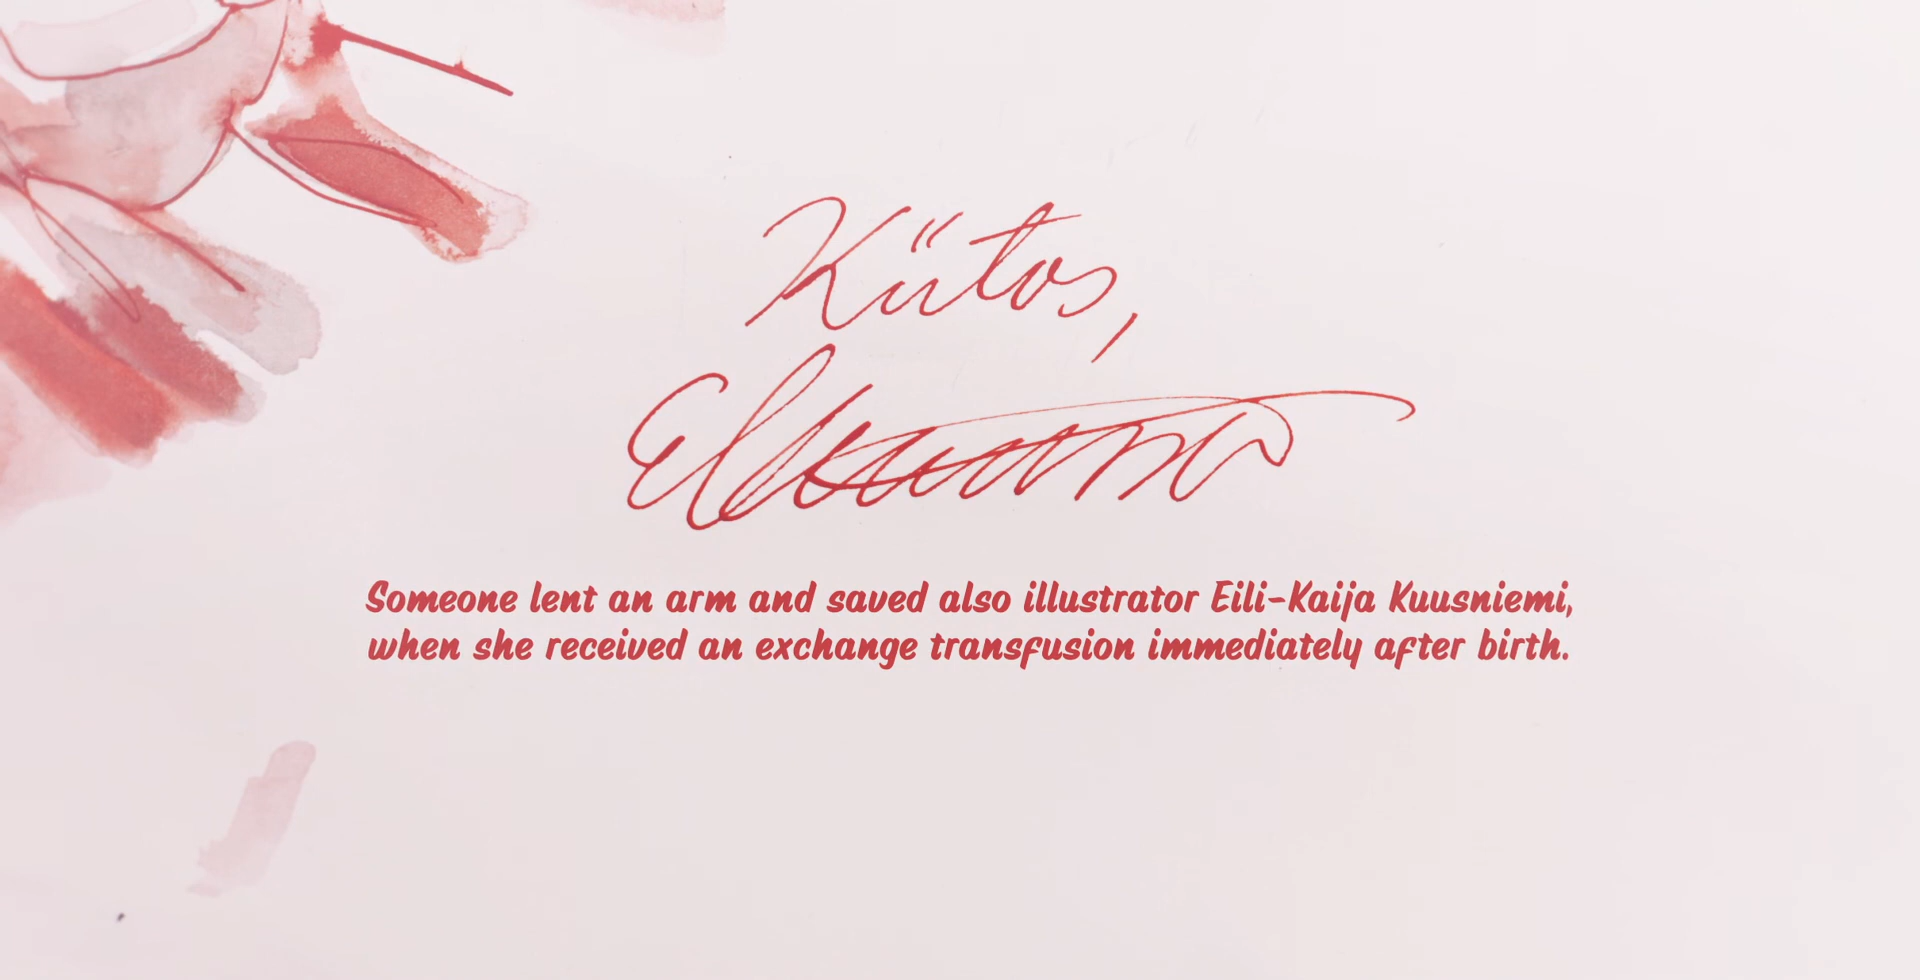 Kiitos,
Someone lent an arm and saved also illustrator Eili-Kaija Kuusniemi,
when she received an exchange transfusion immediately after birth.